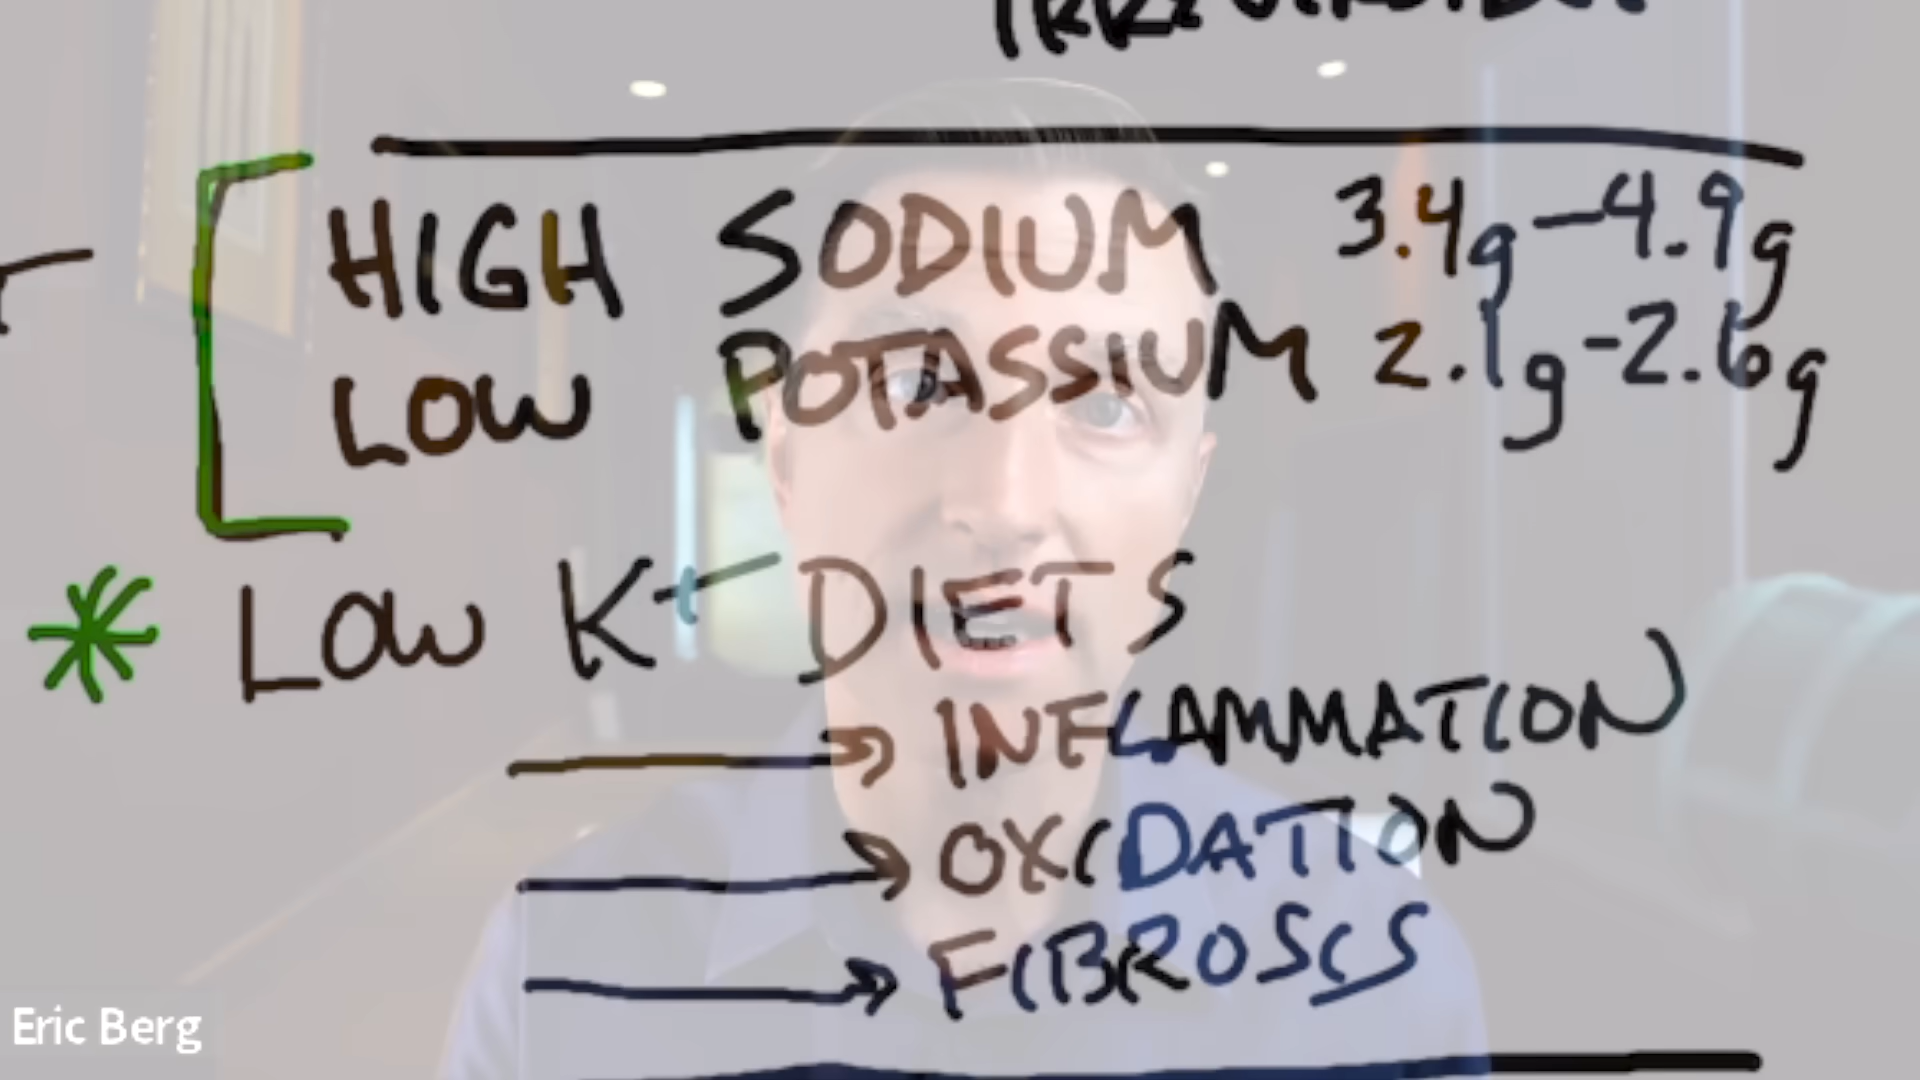 HIGH SODIUM 3.4g-4.9g
LOW POTASSIUM 2.1g-2.6g
* LOW K+ DIETS
→ INFLAMMATION
→ OXIDATION
→ FIBROSIS
Eric Berg